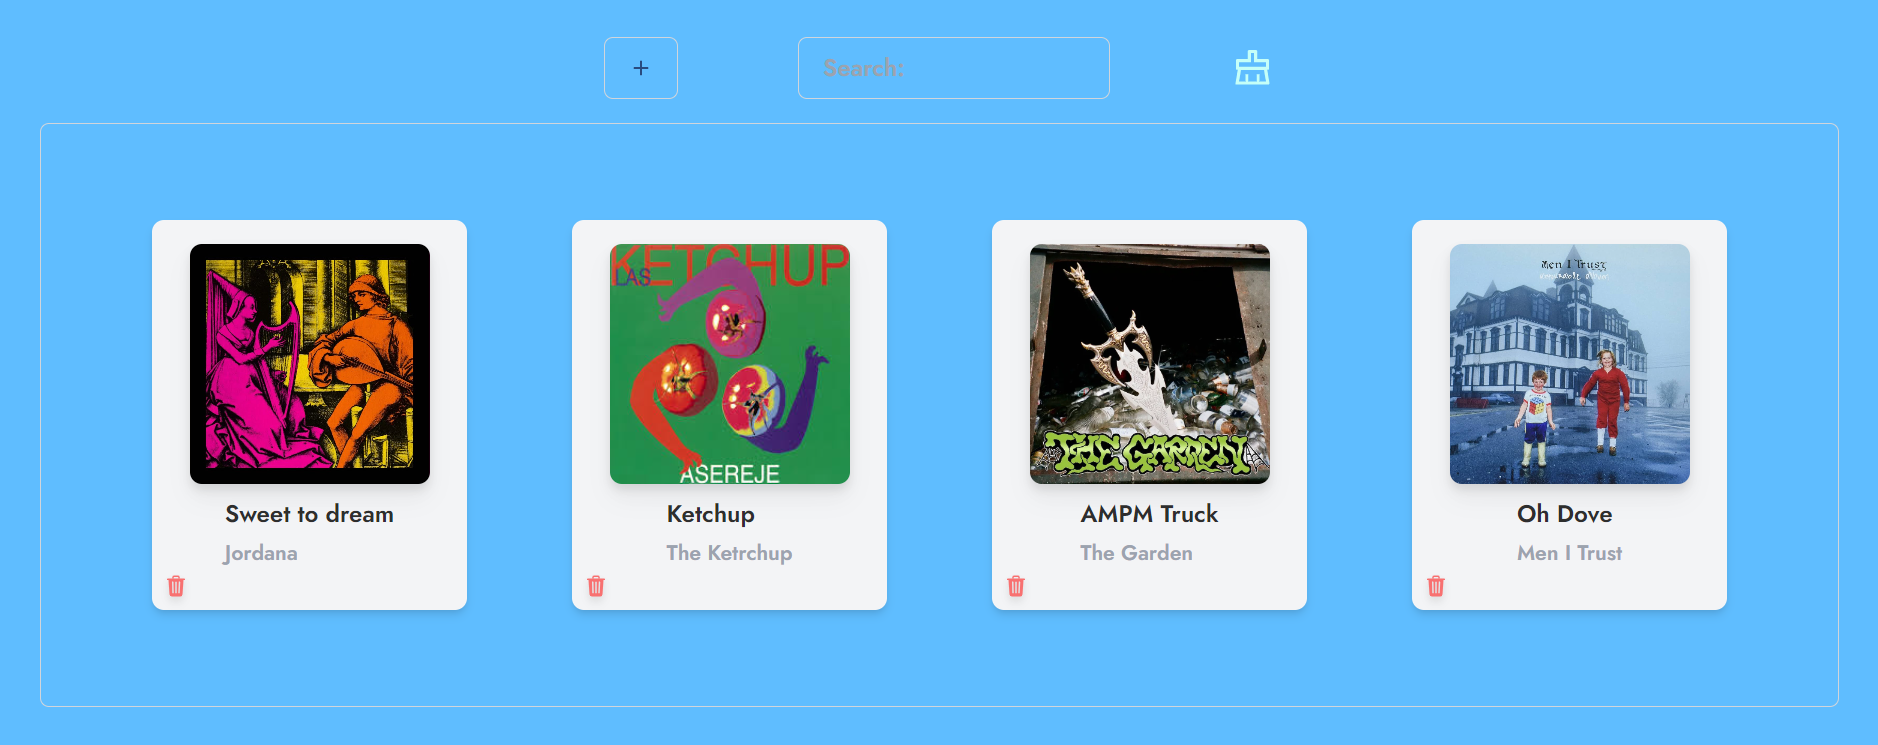 +
Search:
KETCHUP
LAS
ASEREJE
THE GARDEN
Men I Trust
Sweet to dream
Jordana
Ketchup
The Ketrchup
AMPM Truck
The Garden
Oh Dove
Men I Trust